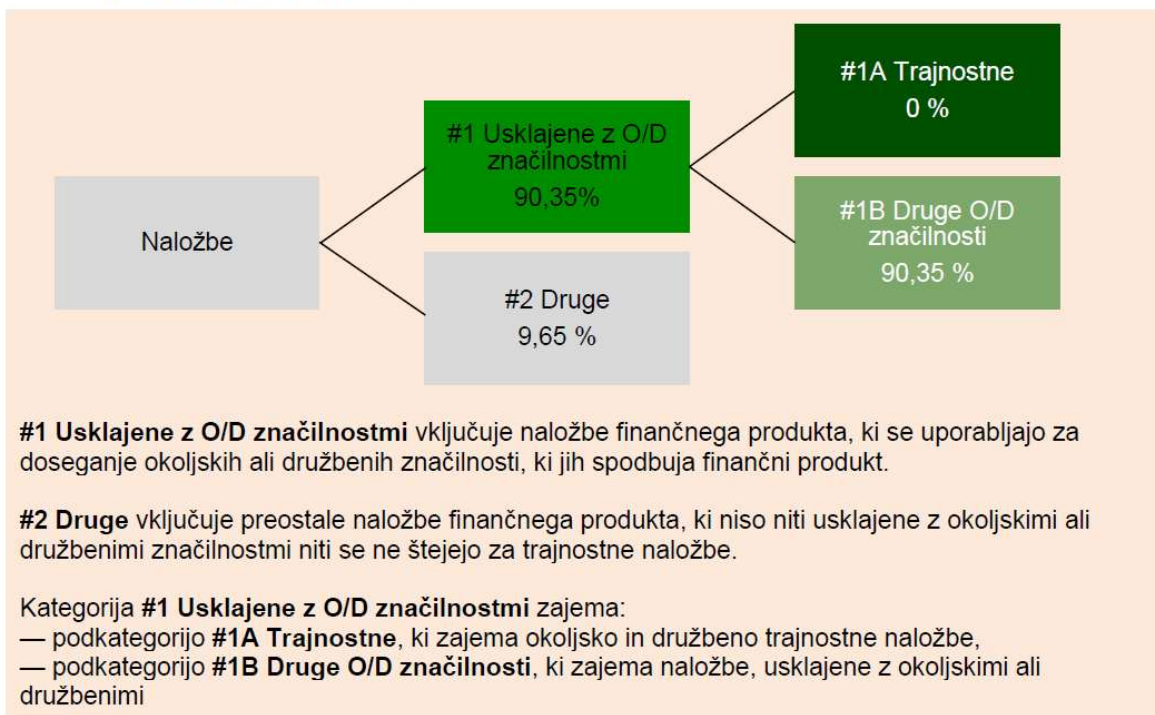 #1A Trajnostne
0 %
#1 Usklajene z O/D
značilnostmi
90,35%
Naložbe
#1B Druge O/D
značilnosti
90,35 %
#2 Druge
9,65 %
#1 Usklajene z O/D značilnostmi vključuje naložbe finančnega produkta, ki se uporabljajo za
doseganje okoljskih ali družbenih značilnosti, ki jih spodbuja finančni produkt.
#2 Druge vključuje preostale naložbe finančnega produkta, ki niso niti usklajene z okoljskimi ali
družbenimi značilnostmi niti se ne štejejo za trajnostne naložbe.
Kategorija #1 Usklajene z O/D značilnostmi zajema:
— podkategorijo #1A Trajnostne, ki zajema okoljsko in družbeno trajnostne naložbe,
— podkategorijo #1B Druge O/D značilnosti, ki zajema naložbe, usklajene z okoljskimi ali
družbenimi